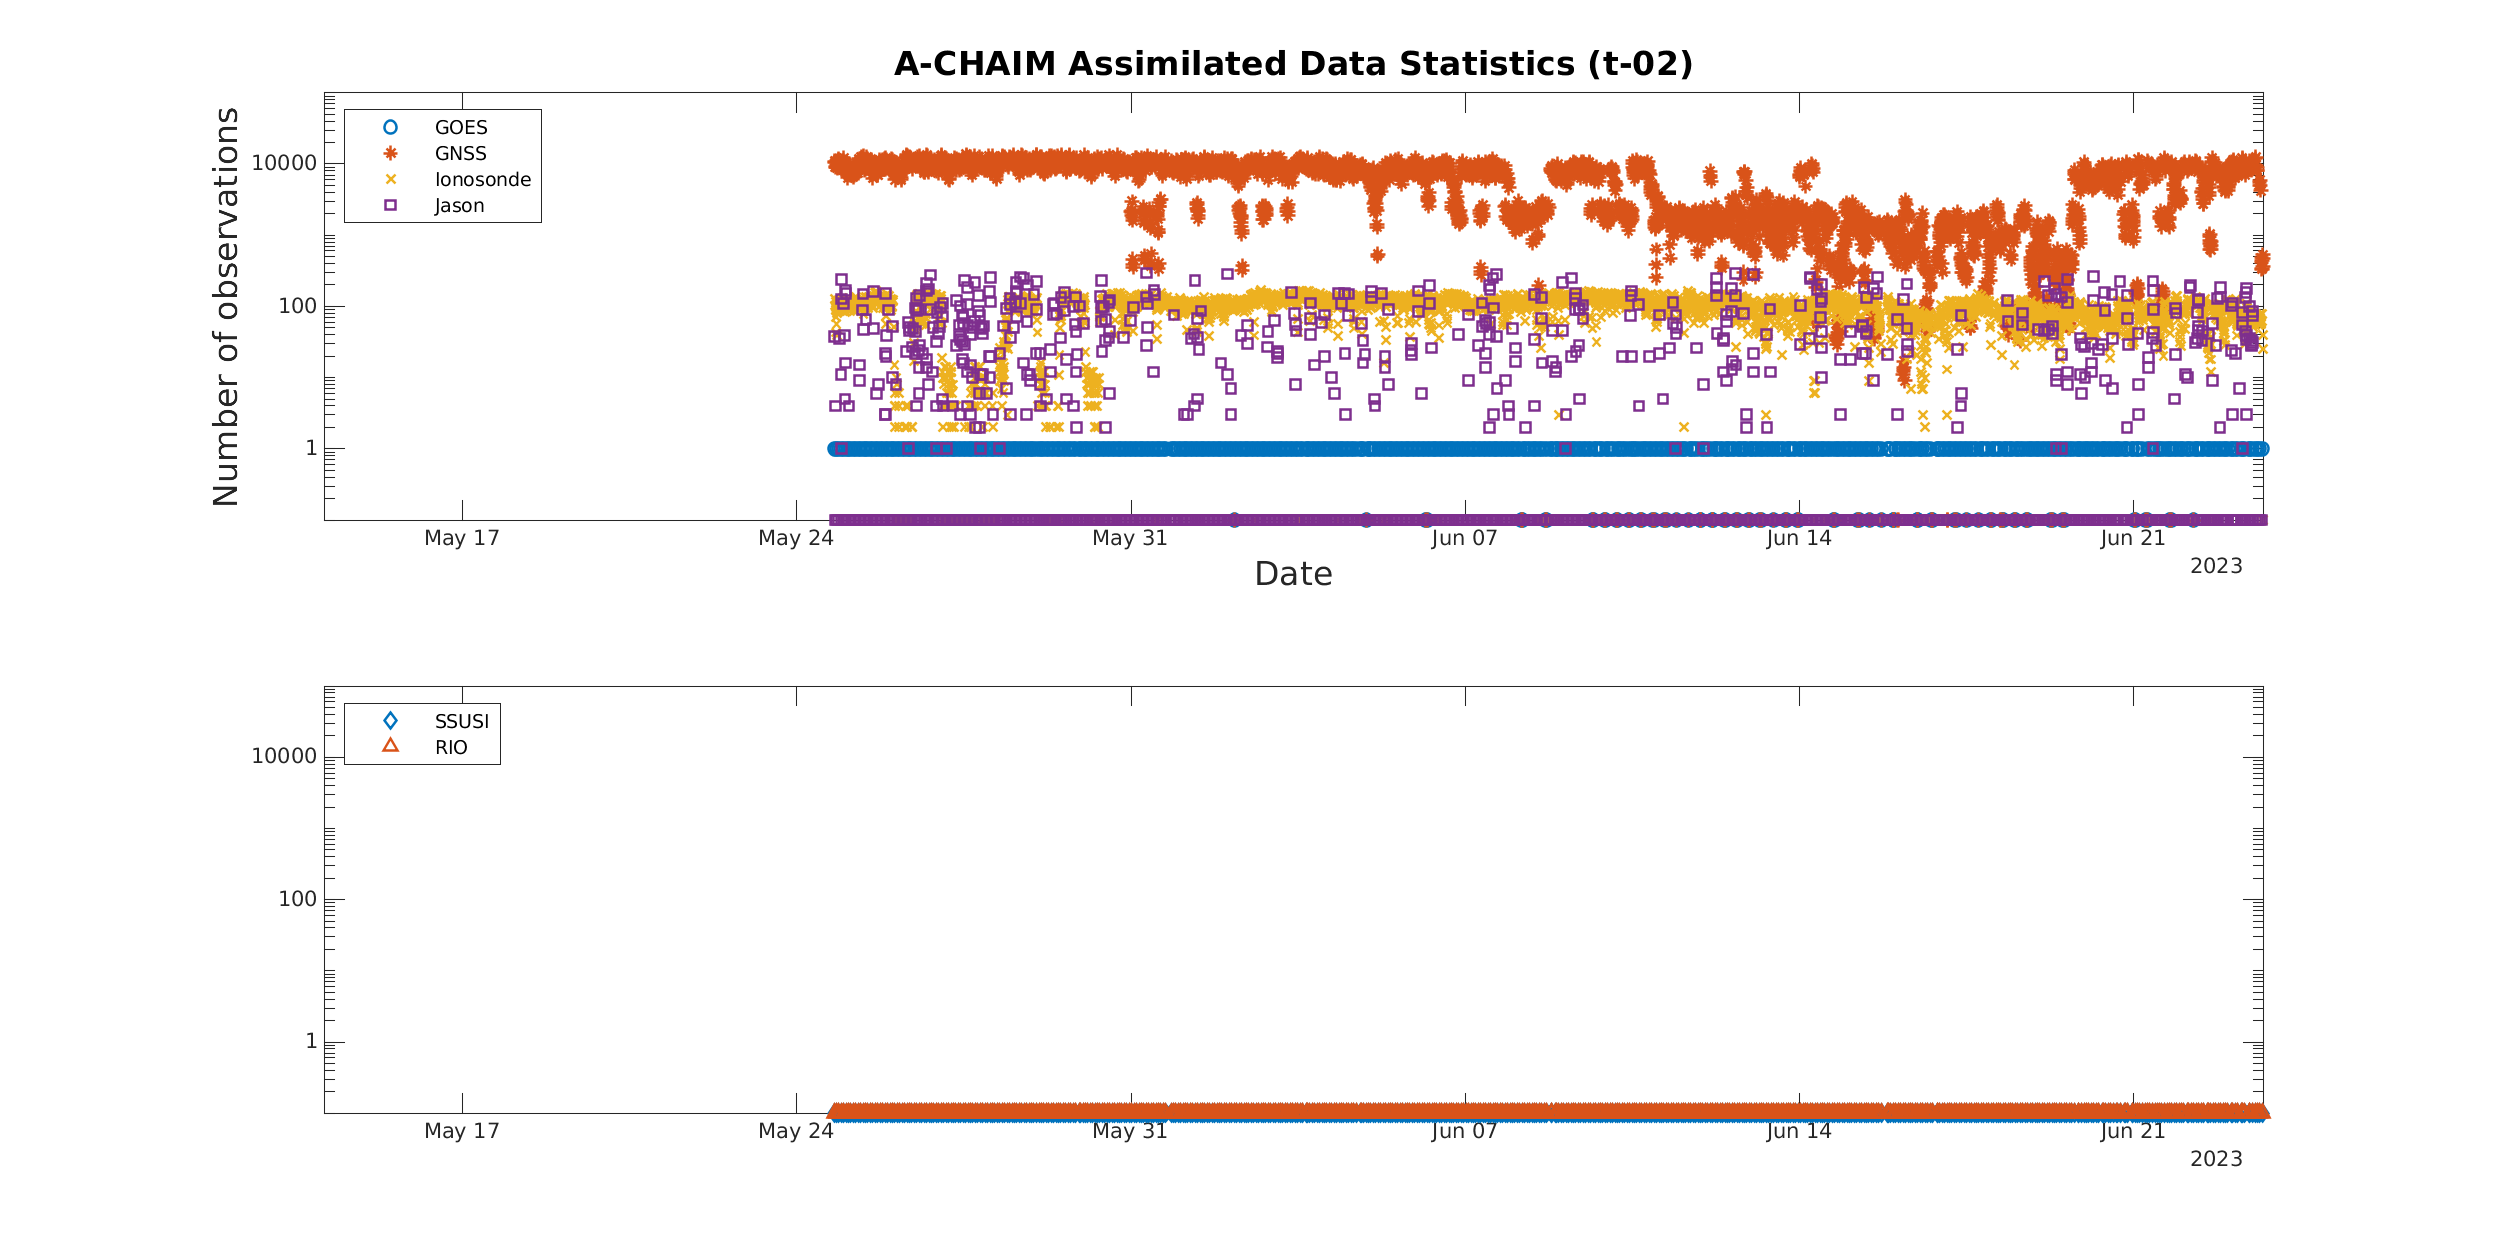 A-CHAIM Assimilated Data Statistics (t-02)
Number of observations
10000
100
1
GOES
GNSS
Ionosonde
Jason
May 17
May 24
May 31
Jun 07
Jun 14
Jun 21
2023
Date
10000
100
1
SSUSI
RIO
May 17
May 24
May 31
Jun 07
Jun 14
Jun 21
2023